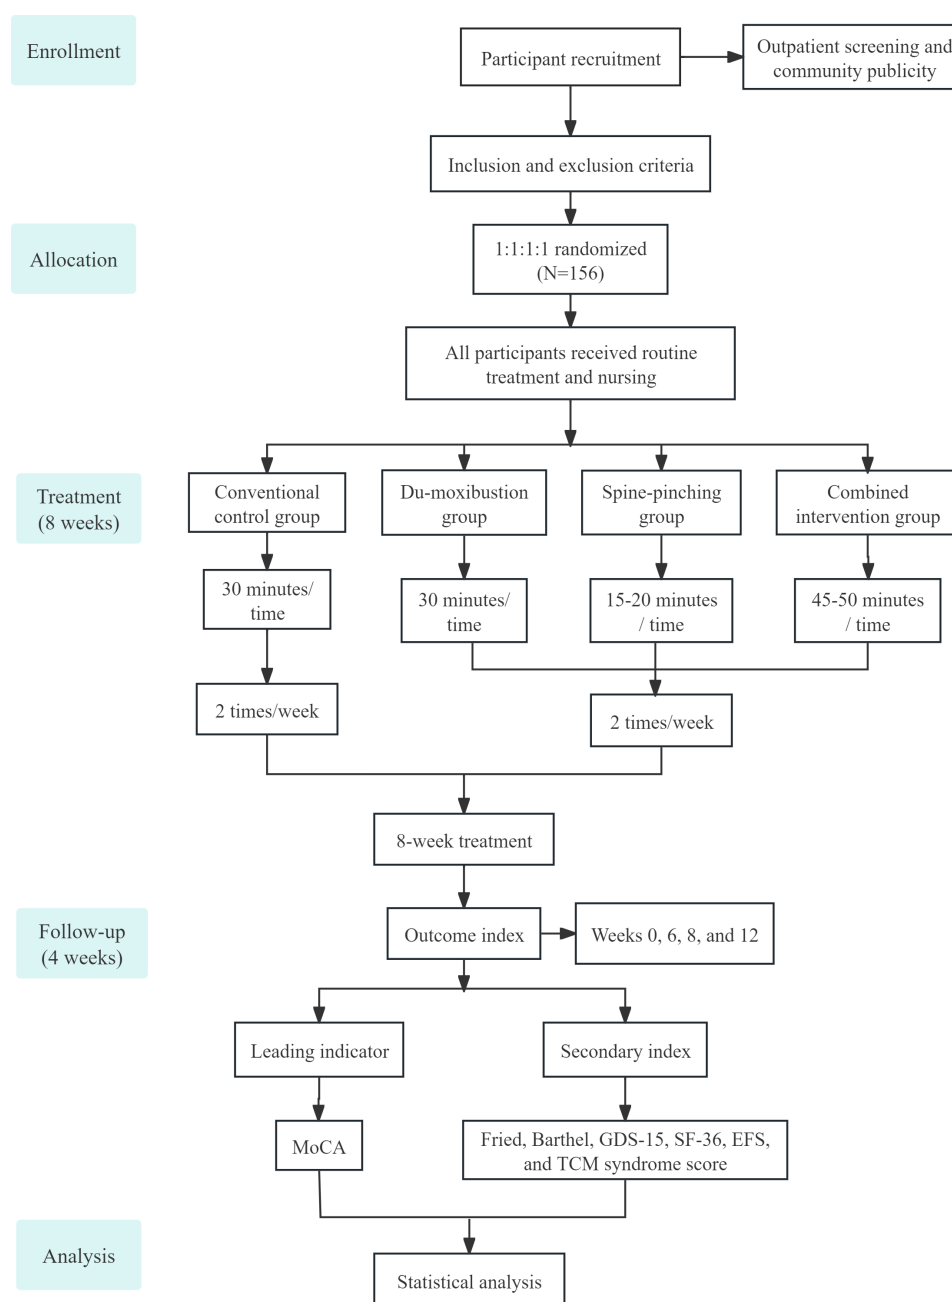 Enrollment
Participant recruitment
Outpatient screening and
community publicity
Inclusion and exclusion criteria
Allocation
1:1:1:1 randomized
(N=156)
All participants received routine
treatment and nursing
Treatment
(8 weeks)
Conventional
control group
Du-moxibustion
group
Spine-pinching
group
Combined
intervention group
30 minutes/
time
30 minutes/
time
15-20 minutes
/ time
45-50 minutes
/ time
2 times/week
2 times/week
8-week treatment
Follow-up
(4 weeks)
Outcome index
Weeks 0, 6, 8, and 12
Leading indicator
Secondary index
MoCA
Fried, Barthel, GDS-15, SF-36, EFS,
and TCM syndrome score
Analysis
Statistical analysis